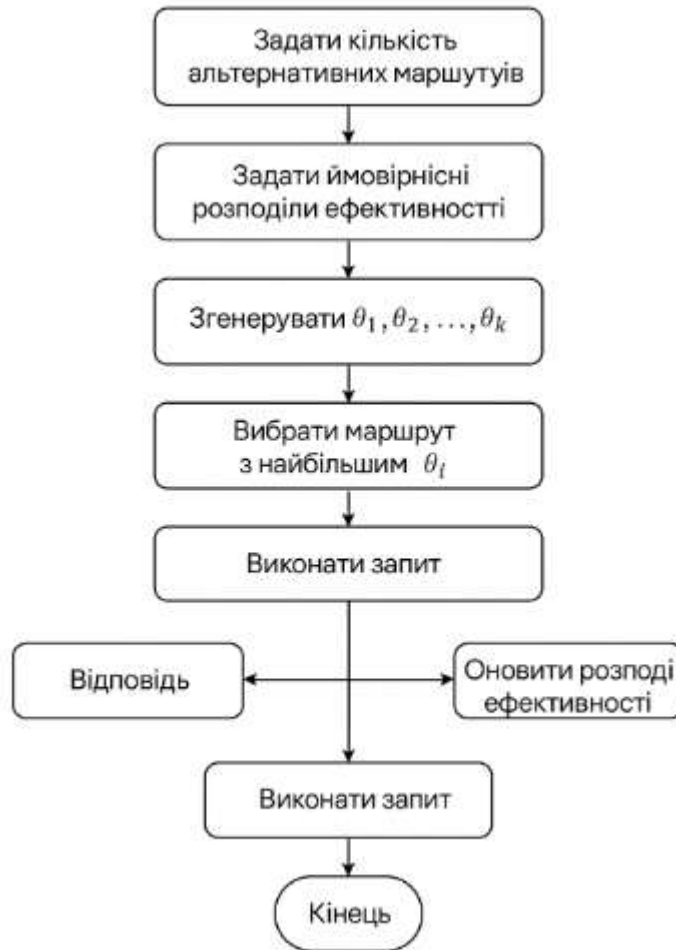 Задати кількість
альтернативних маршутуів
Задати ймовірнісні
розподіли ефективностті
Згенерувати θ₁, θ₂, ..., θₖ
Вибрати маршрут
з найбільшим θᵢ
Виконати запит
Відповідь
Оновити розподі
ефективності
Виконати запит
Кінець